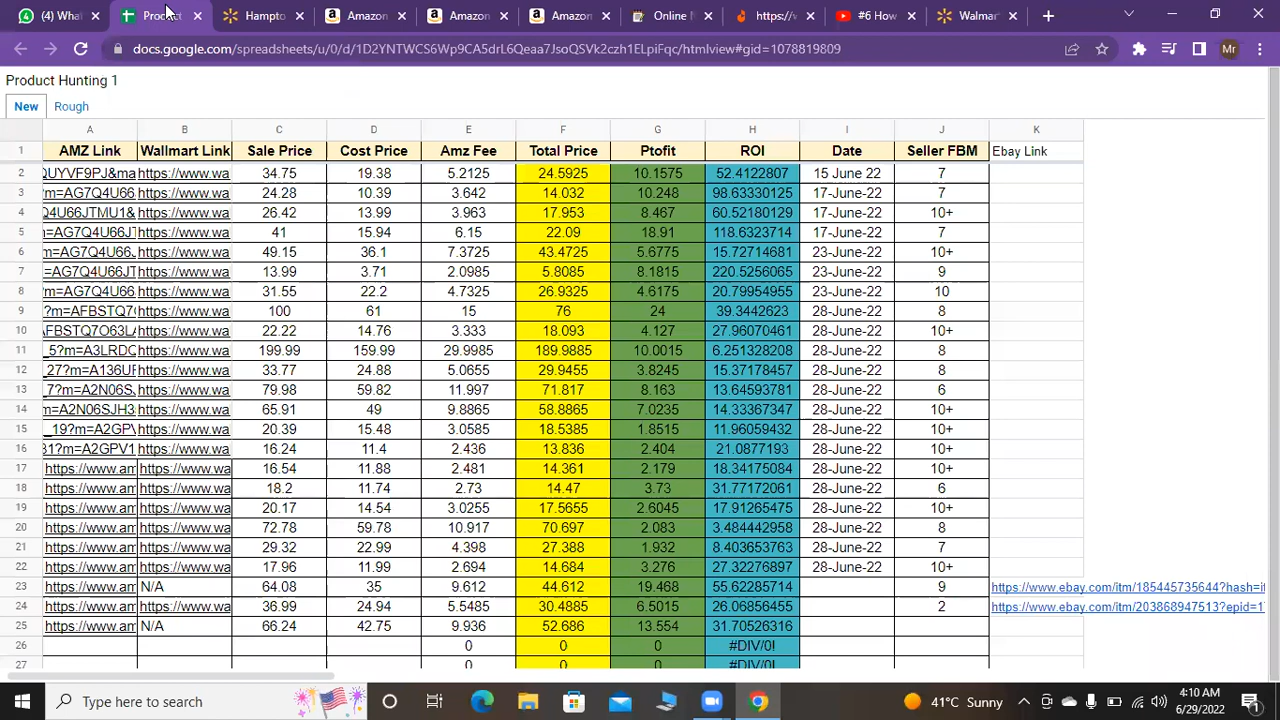 (4) What
Product
Hampto
Amazon
Amazon
Amazon
Online N
https://w
#6 How
Walmart
docs.google.com/spreadsheets/u/0/d/1D2YNTWCS6Wp9CA5drL6Qeaa7JsoQSVk2czh1ELpiFqc/htmlview#gid=1078819809
Mr
Product Hunting 1
New Rough
A B C D E F G H I J K
1 AMZ Link Wallmart Link Sale Price Cost Price Amz Fee Total Price Ptofit ROI Date Seller FBM Ebay Link
2 QUYVF9PJ&ma https://www.wa 34.75 19.38 5.2125 24.5925 10.1575 52.4122807 15 June 22 7
3 ?m=AG7Q4U66 https://www.wa 24.28 10.39 3.642 14.032 10.248 98.63330125 17-June-22 7
4 Q4U66JTMU1& https://www.wa 26.42 13.99 3.963 17.953 8.467 60.52180129 17-June-22 10+
5 ?m=AG7Q4U66JT https://www.wa 41 15.94 6.15 22.09 18.91 118.6323714 17-June-22 7
6 ?m=AG7Q4U66 https://www.wa 49.15 36.1 7.3725 43.4725 5.6775 15.72714681 23-June-22 10+
7 ?m=AG7Q4U66JT https://www.wa 13.99 3.71 2.0985 5.8085 8.1815 220.5256065 23-June-22 9
8 ?m=AG7Q4U66 https://www.wa 31.55 22.2 4.7325 26.9325 4.6175 20.79954955 23-June-22 10
9 ?m=AFBSTQ7 https://www.wa 100 61 15 76 24 39.3442623 28-June-22 8
10 AFBSTQ7O63LA https://www.wa 22.22 14.76 3.333 18.093 4.127 27.96070461 28-June-22 10+
11 _5?m=A3LRDQ https://www.wa 199.99 159.99 29.9985 189.9885 10.0015 6.251328208 28-June-22 8
12 _27?m=A136UF https://www.wa 33.77 24.88 5.0655 29.9455 3.8245 15.37178457 28-June-22 8
13 _7?m=A2N06S https://www.wa 79.98 59.82 11.997 71.817 8.163 13.64593781 28-June-22 6
14 ?m=A2N06SJH3 https://www.wa 65.91 49 9.8865 58.8865 7.0235 14.33367347 28-June-22 10+
15 _19?m=A2GPV https://www.wa 20.39 15.48 3.0585 18.5385 1.8515 11.96059432 28-June-22 10+
16 31?m=A2GPV1 https://www.wa 16.24 11.4 2.436 13.836 2.404 21.0877193 28-June-22 10+
17 https://www.am https://www.wa 16.54 11.88 2.481 14.361 2.179 18.34175084 28-June-22 10+
18 https://www.am https://www.wa 18.2 11.74 2.73 14.47 3.73 31.77172061 28-June-22 6
19 https://www.am https://www.wa 20.17 14.54 3.0255 17.5655 2.6045 17.91265475 28-June-22 10+
20 https://www.am https://www.wa 72.78 59.78 10.917 70.697 2.083 3.484442958 28-June-22 8
21 https://www.am https://www.wa 29.32 22.99 4.398 27.388 1.932 8.403653763 28-June-22 7
22 https://www.am https://www.wa 17.96 11.99 2.694 14.684 3.276 27.32276897 28-June-22 10+
23 https://www.am N/A 64.08 35 9.612 44.612 19.468 55.62285714 9 https://www.ebay.com/itm/185445735644?hash=it
24 https://www.am https://www.wa 36.99 24.94 5.5485 30.4885 6.5015 26.06856455 2 https://www.ebay.com/itm/203868947513?epid=1
25 https://www.am N/A 66.24 42.75 9.936 52.686 13.554 31.70526316
26 0 0 0 #DIV/0!
27 0 0 0 #DIV/0!
Type here to search
41°C Sunny
4:10 AM
6/29/2022
1